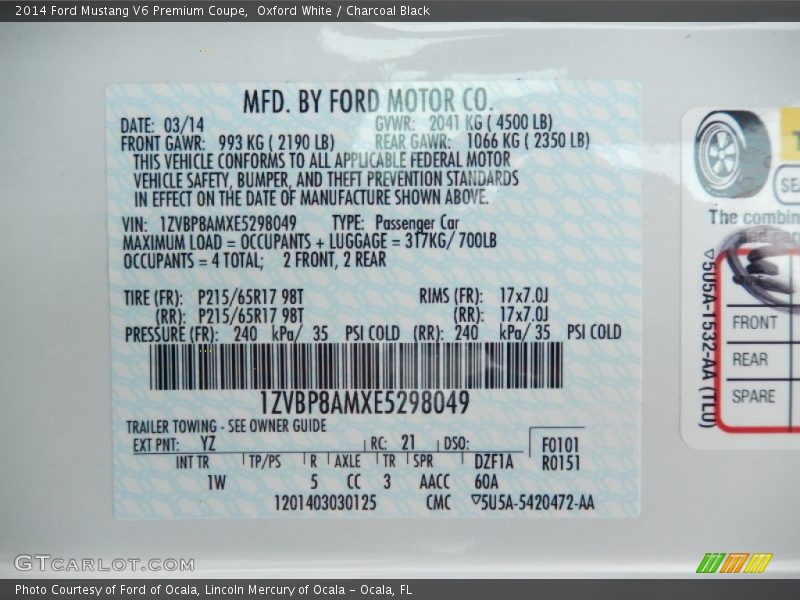 2014 Ford Mustang V6 Premium Coupe, Oxford White / Charcoal Black
MFD. BY FORD MOTOR CO.
DATE: 03/14 GVWR: 2041 KG ( 4500 LB)
FRONT GAWR: 993 KG ( 2190 LB) REAR GAWR: 1066 KG ( 2350 LB)
THIS VEHICLE CONFORMS TO ALL APPLICABLE FEDERAL MOTOR
VEHICLE SAFETY, BUMPER, AND THEFT PREVENTION STANDARDS
IN EFFECT ON THE DATE OF MANUFACTURE SHOWN ABOVE.
VIN: 1ZVBP8AMXE5298049 TYPE: Passenger Car
MAXIMUM LOAD = OCCUPANTS + LUGGAGE = 317KG/ 700LB
OCCUPANTS = 4 TOTAL; 2 FRONT, 2 REAR
TIRE (FR): P215/65R17 98T RIMS (FR): 17x7.0J
(RR): P215/65R17 98T (RR): 17x7.0J
PRESSURE (FR): 240 kPa/ 35 PSI COLD (RR): 240 kPa/ 35 PSI COLD
1ZVBP8AMXE5298049
TRAILER TOWING - SEE OWNER GUIDE
EXT PNT: YZ RC: 21 DSO: F0101
INT TR TP/PS R AXLE TR SPR DZF1A R0151
1W 5 CC 3 AACC 60A
1201403030125 CMC ▽5U5A-5420472-AA
The combin
▽5U5A-1532-AA (TLU)
FRONT
REAR
SPARE
GTCARLOT.COM
Photo Courtesy of Ford of Ocala, Lincoln Mercury of Ocala - Ocala, FL